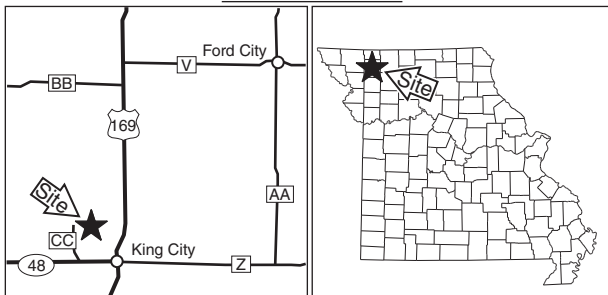 Ford City
V
BB
169
Site
AA
CC
King City
48
Z
Site